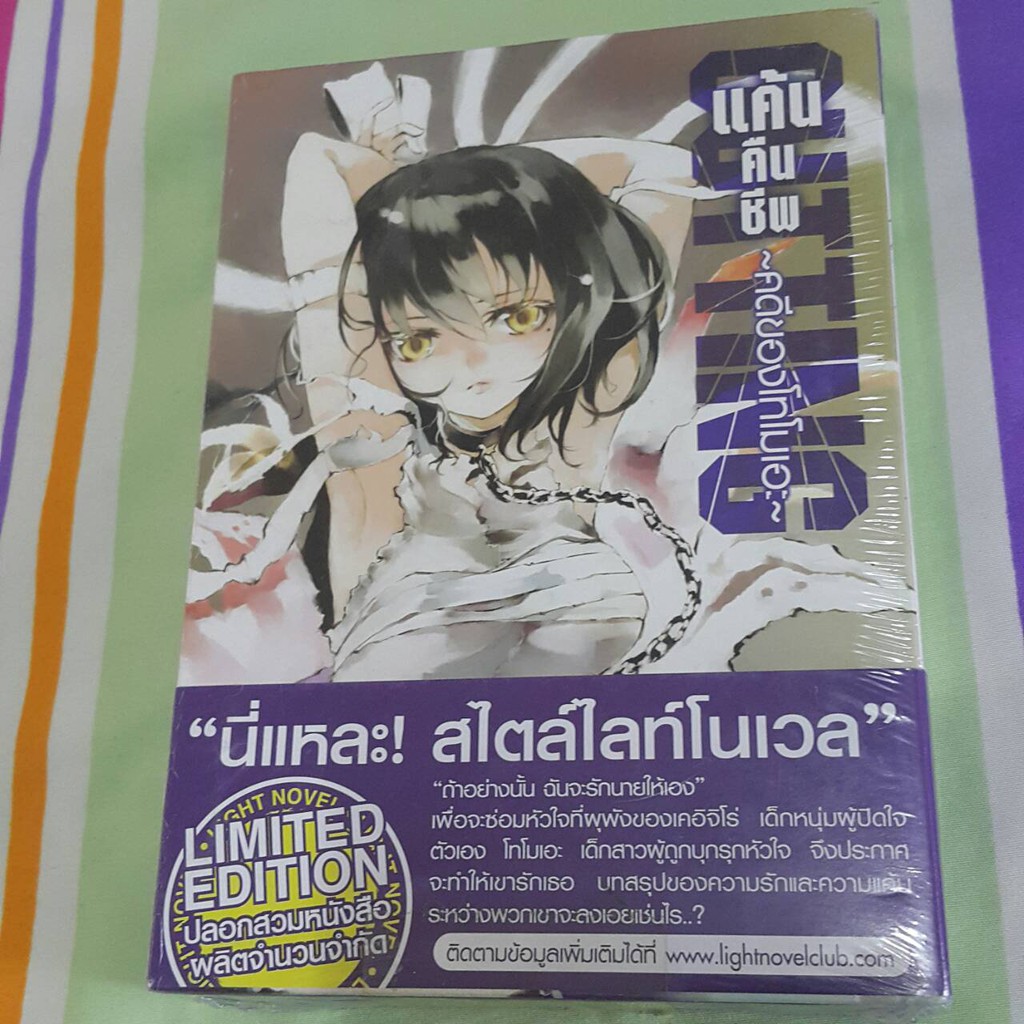 CUTTING
แค้น
คืน
ชีพ
~คดีของโทโมเอะ~
“นี่แหละ! สไตล์ไลท์โนเวล”
“ถ้าอย่างนั้น ฉันจะรักนายให้เอง”
เพื่อจะซ่อมหัวใจที่ผุพังของเคอิจิโร่ เด็กหนุ่มผู้ปิดใจ
ตัวเอง โทโมเอะ เด็กสาวผู้ถูกบุกรุกหัวใจ จึงประกาศ
จะทำให้เขารักเธอ บทสรุปของความรักและความแค้น
ระหว่างพวกเขาจะลงเอยเช่นไร..?
ติดตามข้อมูลเพิ่มเติมได้ที่ www.lightnovelclub.com
LIGHT NOVEL
LIMITED
EDITION
ปลอกสวมหนังสือ
ผลิตจำนวนจำกัด